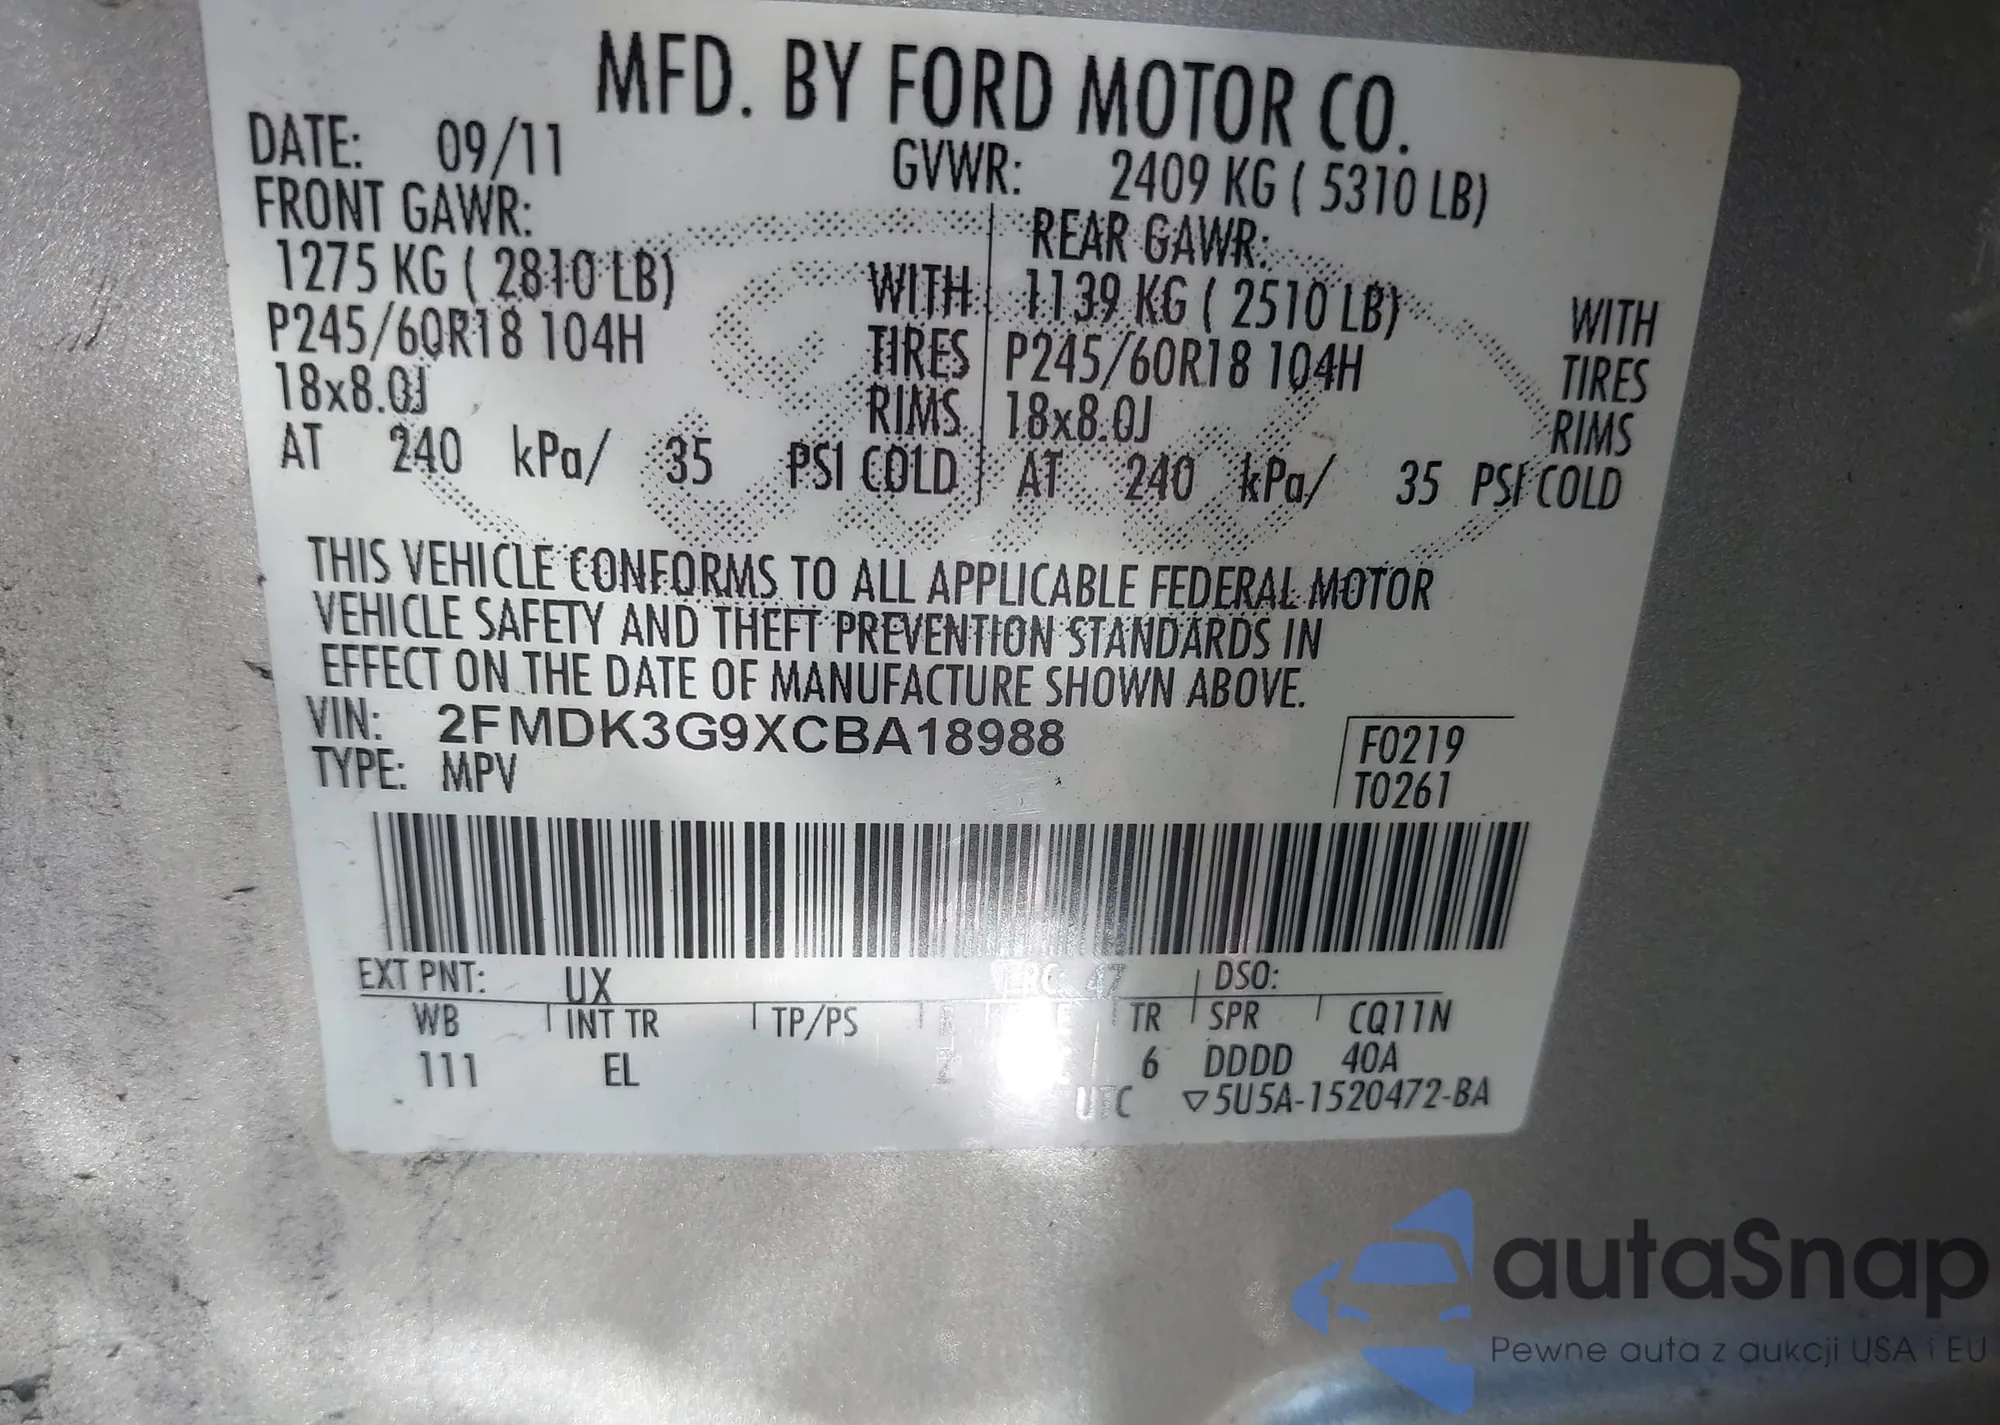 MFD. BY FORD MOTOR CO.
DATE: 09/11 GVWR: 2409 KG ( 5310 LB)
FRONT GAWR: REAR GAWR:
1275 KG ( 2810 LB) WITH 1139 KG ( 2510 LB) WITH
P245/60R18 104H TIRES P245/60R18 104H TIRES
18x8.0J RIMS 18x8.0J RIMS
AT 240 kPa/ 35 PSI COLD AT 240 kPa/ 35 PSI COLD
THIS VEHICLE CONFORMS TO ALL APPLICABLE FEDERAL MOTOR
VEHICLE SAFETY AND THEFT PREVENTION STANDARDS IN
EFFECT ON THE DATE OF MANUFACTURE SHOWN ABOVE.
VIN: 2FMDK3G9XCBA18988
TYPE: MPV
F0219
T0261
EXT PNT: UX 47 DSO:
WB INT TR TP/PS R TR SPR CQ11N
111 EL 6 DDDD 40A
UTC ▽5U5A-1520472-BA
autaSnap
Pewne auta z aukcji USA i EU